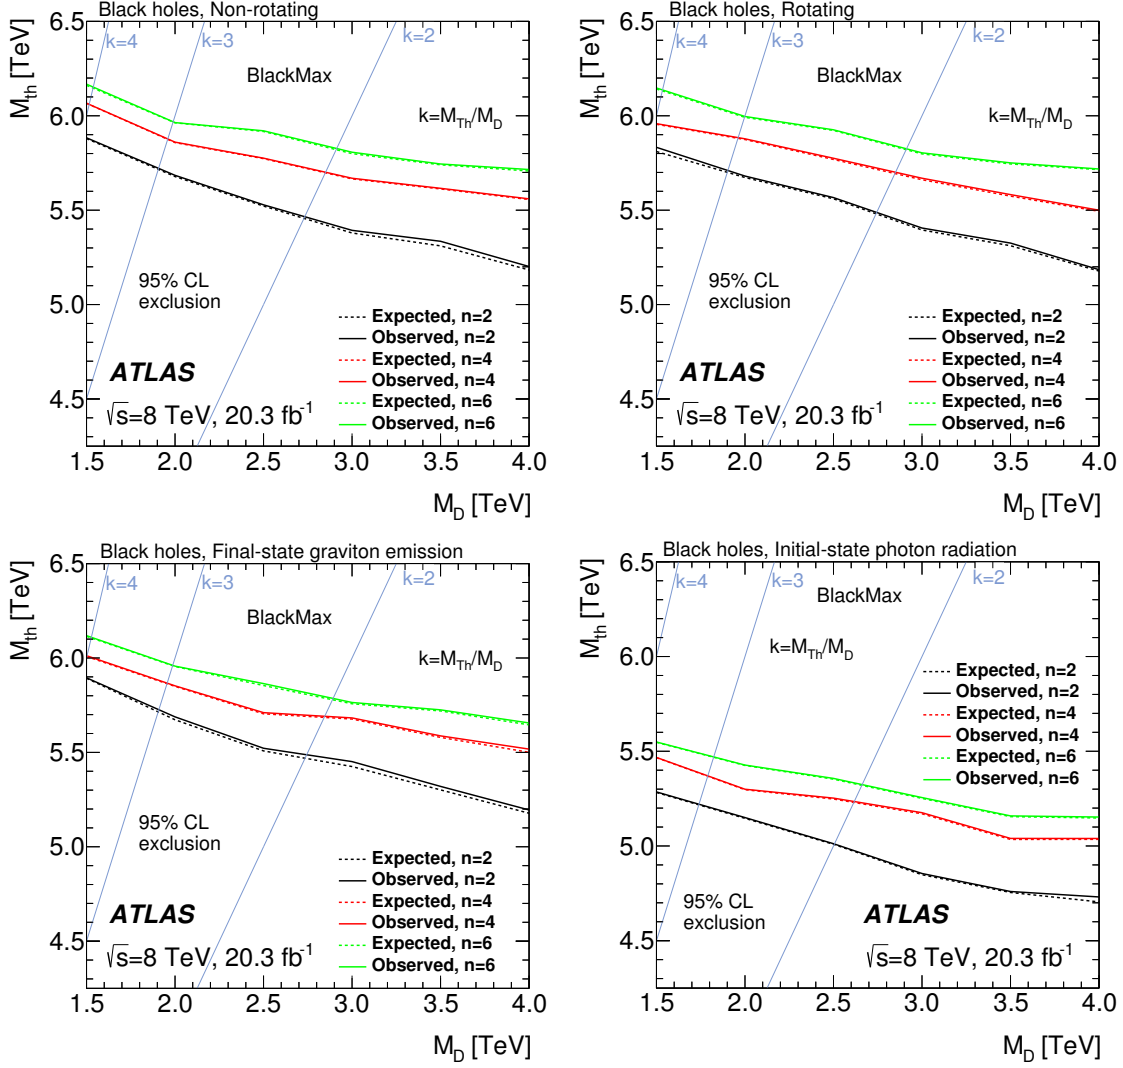 Black holes, Non-rotating
M_th [TeV]
6.5
6.0
5.5
5.0
4.5
k=4
k=3
k=2
BlackMax
k=M_Th/M_D
95% CL
exclusion
Expected, n=2
Observed, n=2
Expected, n=4
Observed, n=4
Expected, n=6
Observed, n=6
ATLAS
√s=8 TeV, 20.3 fb⁻¹
1.5 2.0 2.5 3.0 3.5 4.0
M_D [TeV]
Black holes, Rotating
M_th [TeV]
6.5
6.0
5.5
5.0
4.5
k=4
k=3
k=2
BlackMax
k=M_Th/M_D
95% CL
exclusion
Expected, n=2
Observed, n=2
Expected, n=4
Observed, n=4
Expected, n=6
Observed, n=6
ATLAS
√s=8 TeV, 20.3 fb⁻¹
1.5 2.0 2.5 3.0 3.5 4.0
M_D [TeV]
Black holes, Final-state graviton emission
M_th [TeV]
6.5
6.0
5.5
5.0
4.5
k=4
k=3
k=2
BlackMax
k=M_Th/M_D
95% CL
exclusion
Expected, n=2
Observed, n=2
Expected, n=4
Observed, n=4
Expected, n=6
Observed, n=6
ATLAS
√s=8 TeV, 20.3 fb⁻¹
1.5 2.0 2.5 3.0 3.5 4.0
M_D [TeV]
Black holes, Initial-state photon radiation
M_th [TeV]
6.5
6.0
5.5
5.0
4.5
k=4
k=3
k=2
BlackMax
k=M_Th/M_D
Expected, n=2
Observed, n=2
Expected, n=4
Observed, n=4
Expected, n=6
Observed, n=6
95% CL
exclusion
ATLAS
√s=8 TeV, 20.3 fb⁻¹
1.5 2.0 2.5 3.0 3.5 4.0
M_D [TeV]